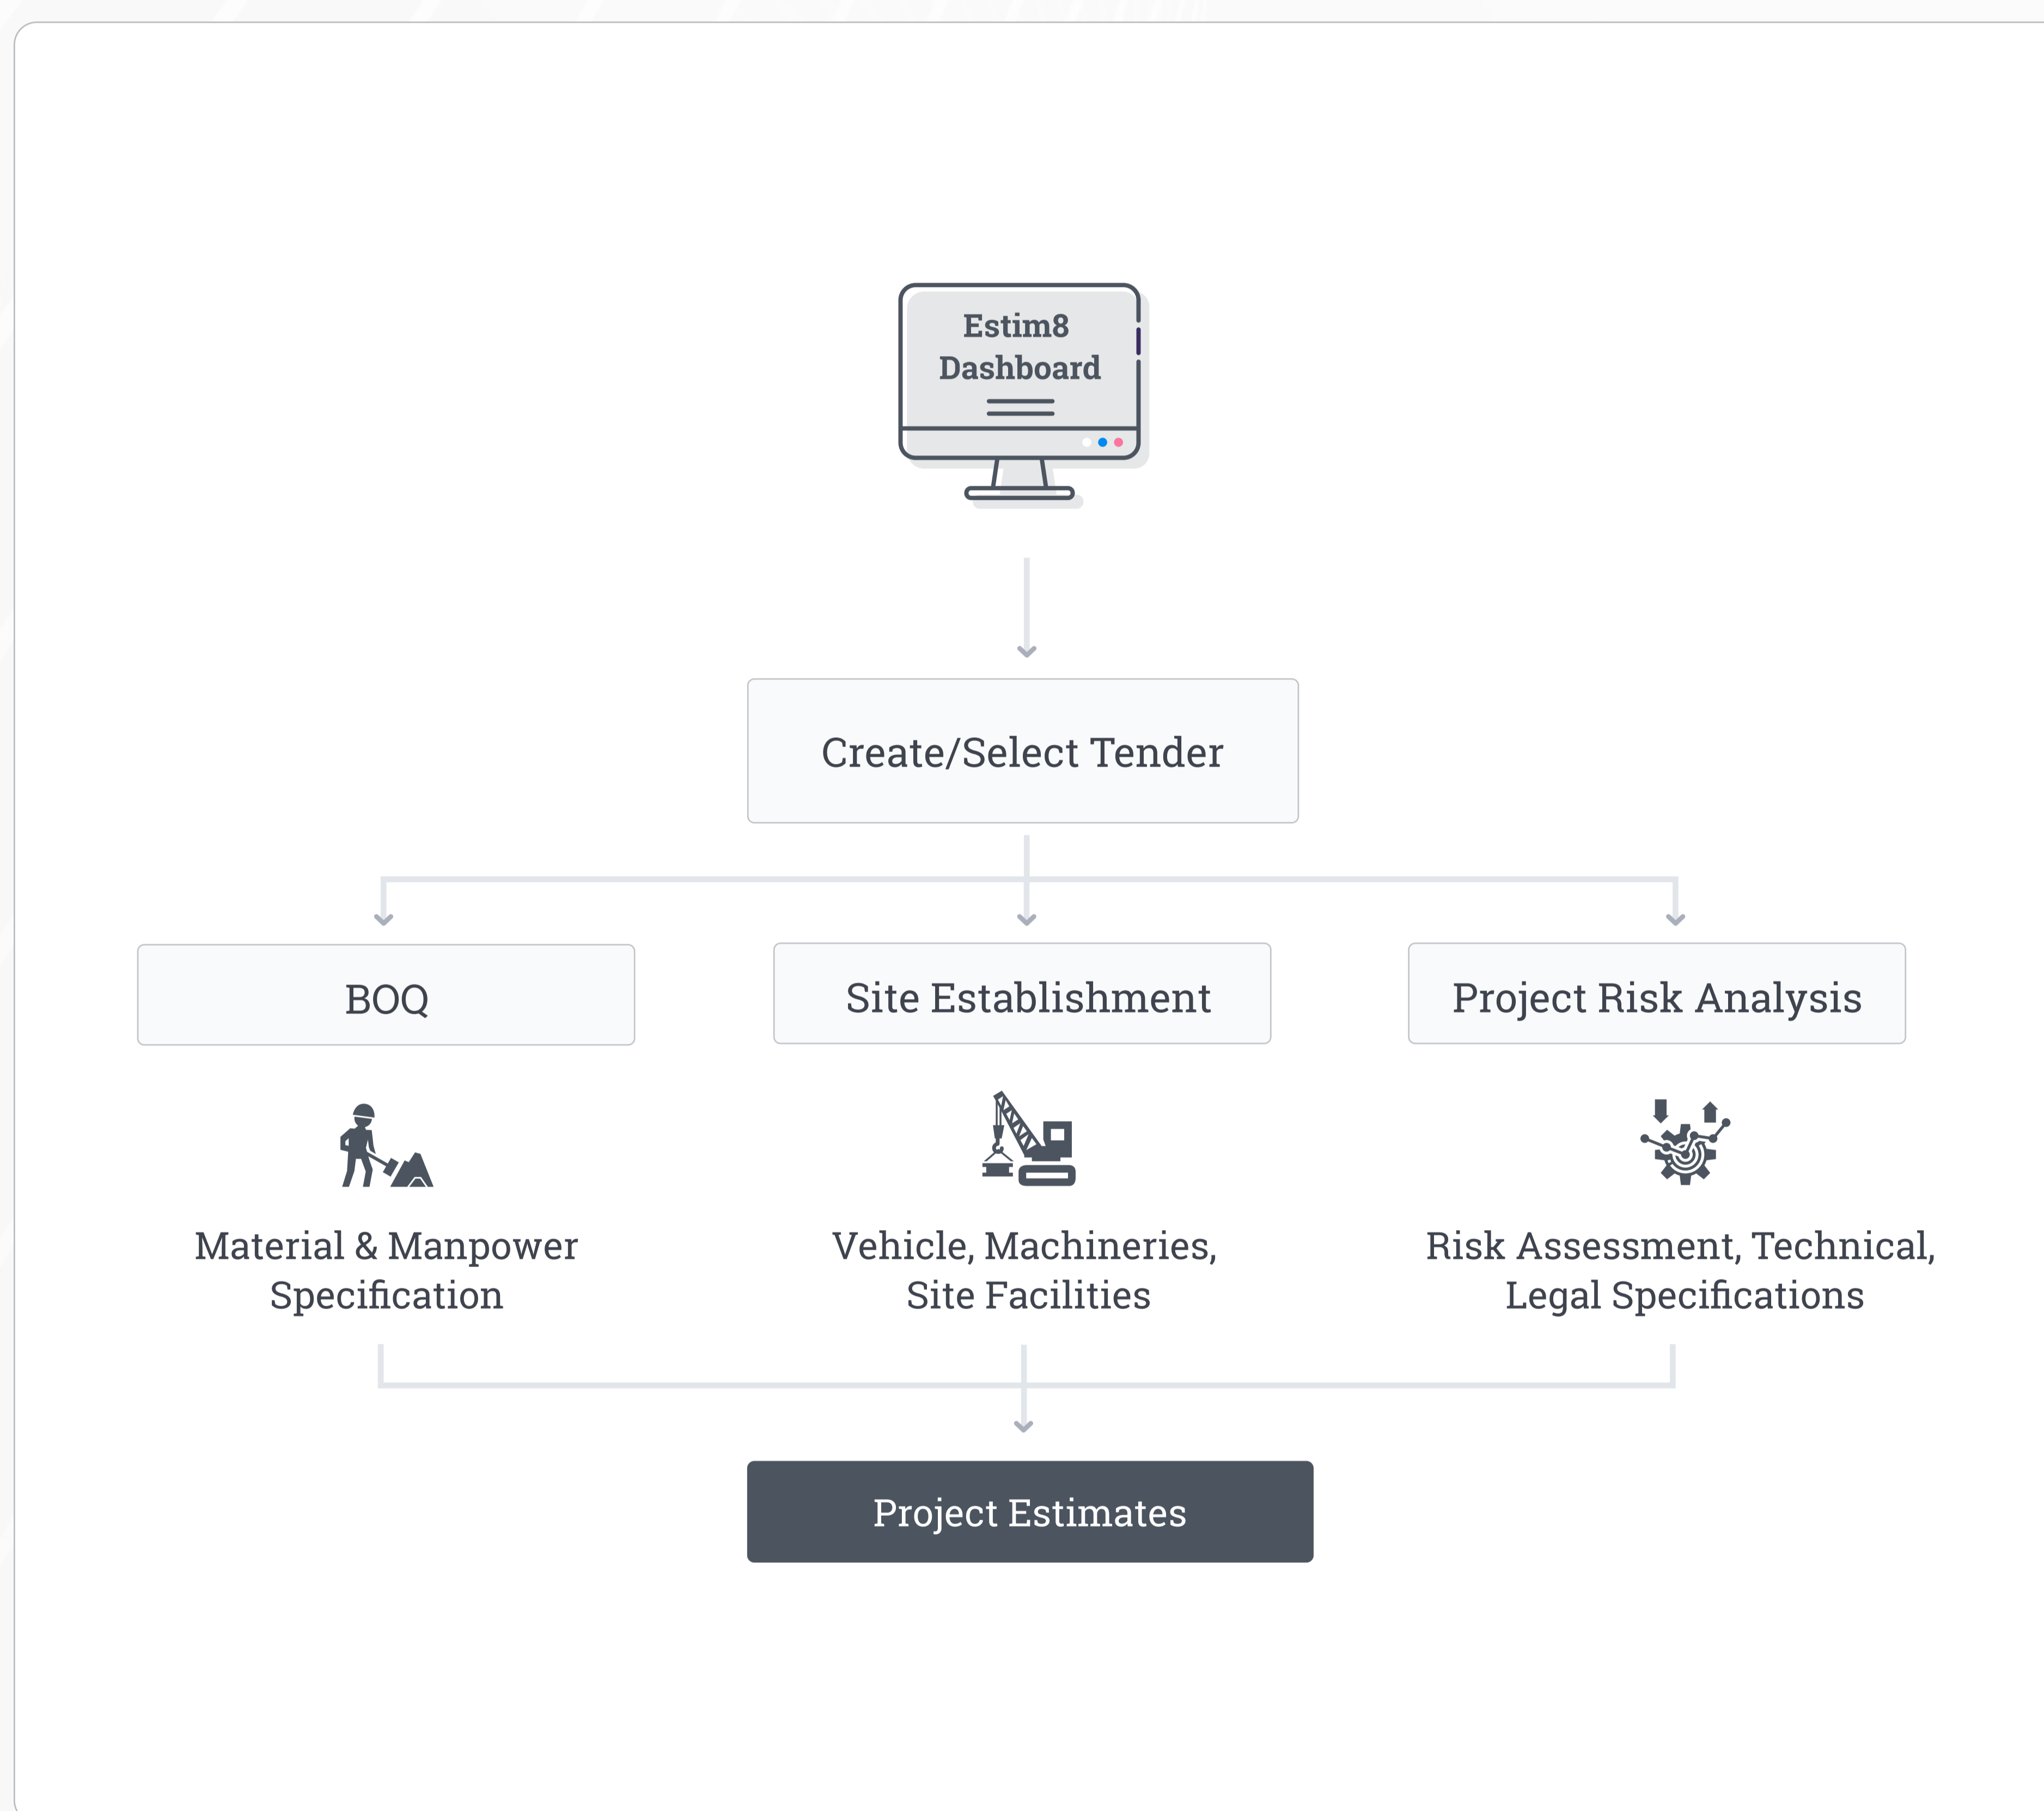 Estim8
Dashboard
Create/Select Tender
BOQ
Site Establishment
Project Risk Analysis
Material & Manpower
Specification
Vehicle, Machineries,
Site Facilities
Risk Assessment, Technical,
Legal Specifications
Project Estimates